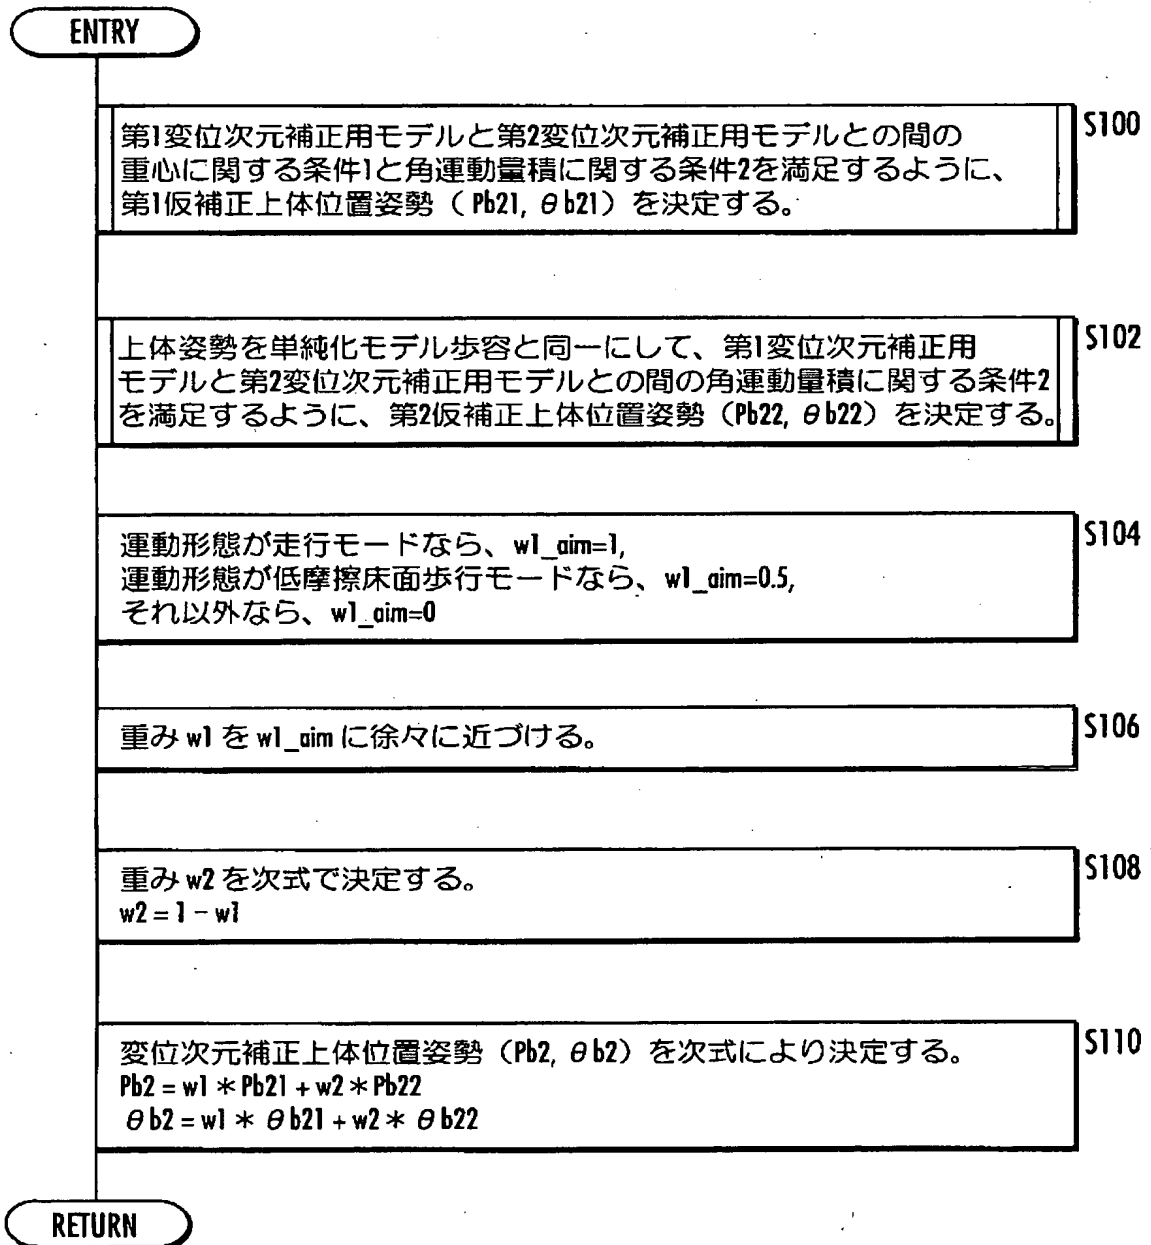 ENTRY
S100
第1変位次元補正用モデルと第2変位次元補正用モデルとの間の
重心に関する条件1と角運動量積に関する条件2を満足するように、
第1仮補正上体位置姿勢（Pb21, θb21）を決定する。
S102
上体姿勢を単純化モデル歩容と同一にして、第1変位次元補正用
モデルと第2変位次元補正用モデルとの間の角運動量積に関する条件2
を満足するように、第2仮補正上体位置姿勢（Pb22, θb22）を決定する。
S104
運動形態が走行モードなら、w1_aim=1,
運動形態が低摩擦床面歩行モードなら、w1_aim=0.5,
それ以外なら、w1_aim=0
S106
重みw1をw1_aimに徐々に近づける。
S108
重みw2を次式で決定する。
w2 = 1 − w1
S110
変位次元補正上体位置姿勢（Pb2, θb2）を次式により決定する。
Pb2 = w1 ＊ Pb21 + w2 ＊ Pb22
θb2 = w1 ＊ θb21 + w2 ＊ θb22
RETURN